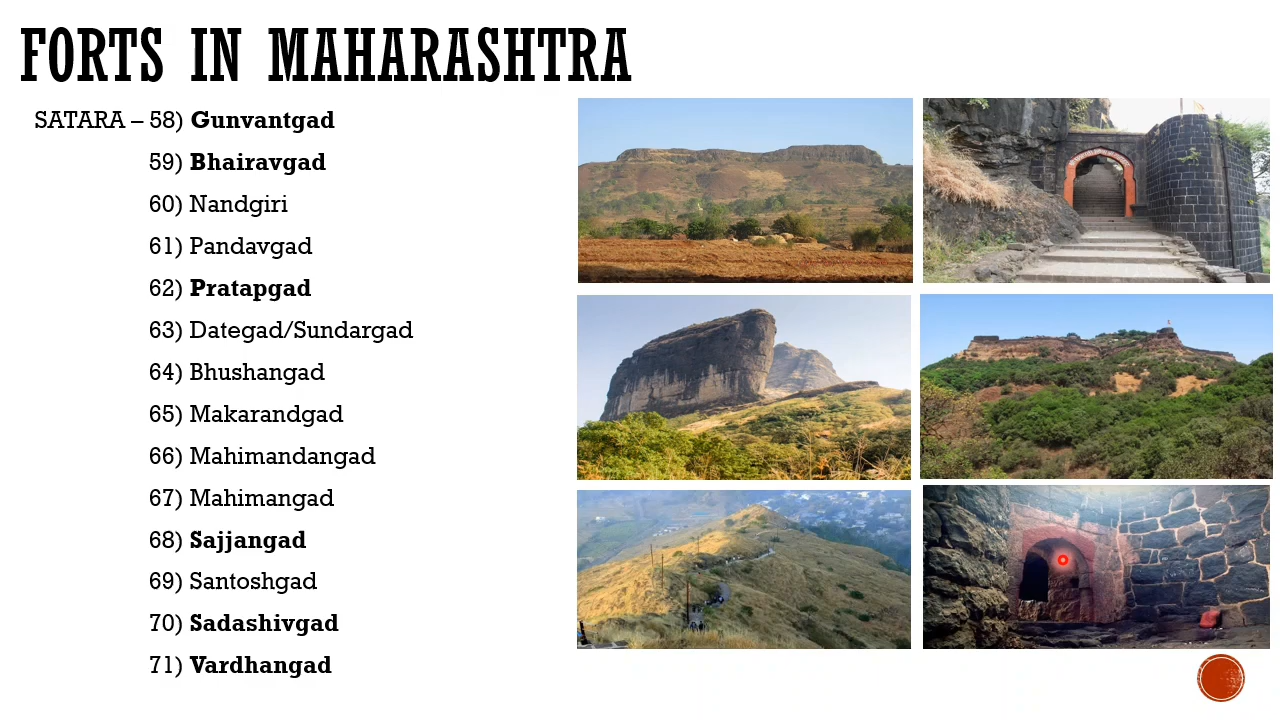 FORTS IN MAHARASHTRA
SATARA – 58) Gunvantgad
59) Bhairavgad
60) Nandgiri
61) Pandavgad
62) Pratapgad
63) Dategad/Sundargad
64) Bhushangad
65) Makarandgad
66) Mahimandangad
67) Mahimangad
68) Sajjangad
69) Santoshgad
70) Sadashivgad
71) Vardhangad